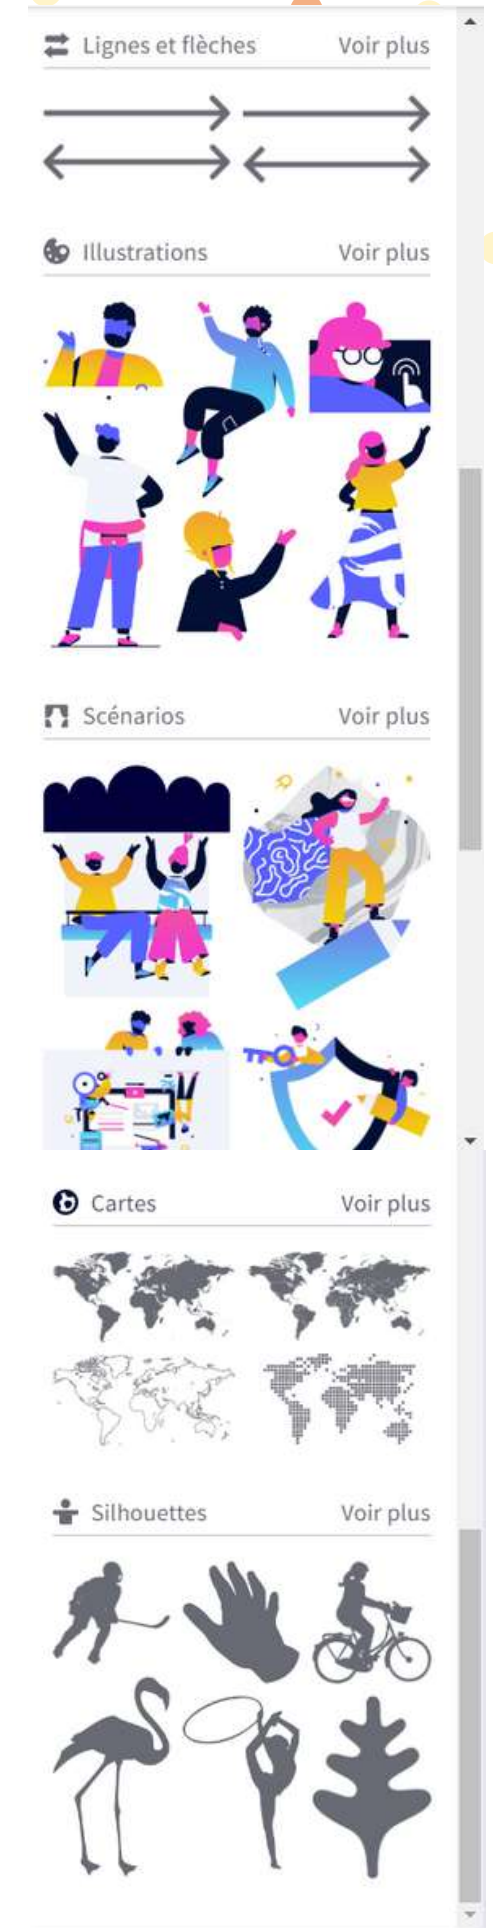 Lignes et flèches Voir plus
Illustrations Voir plus
Scénarios Voir plus
Cartes Voir plus
Silhouettes Voir plus